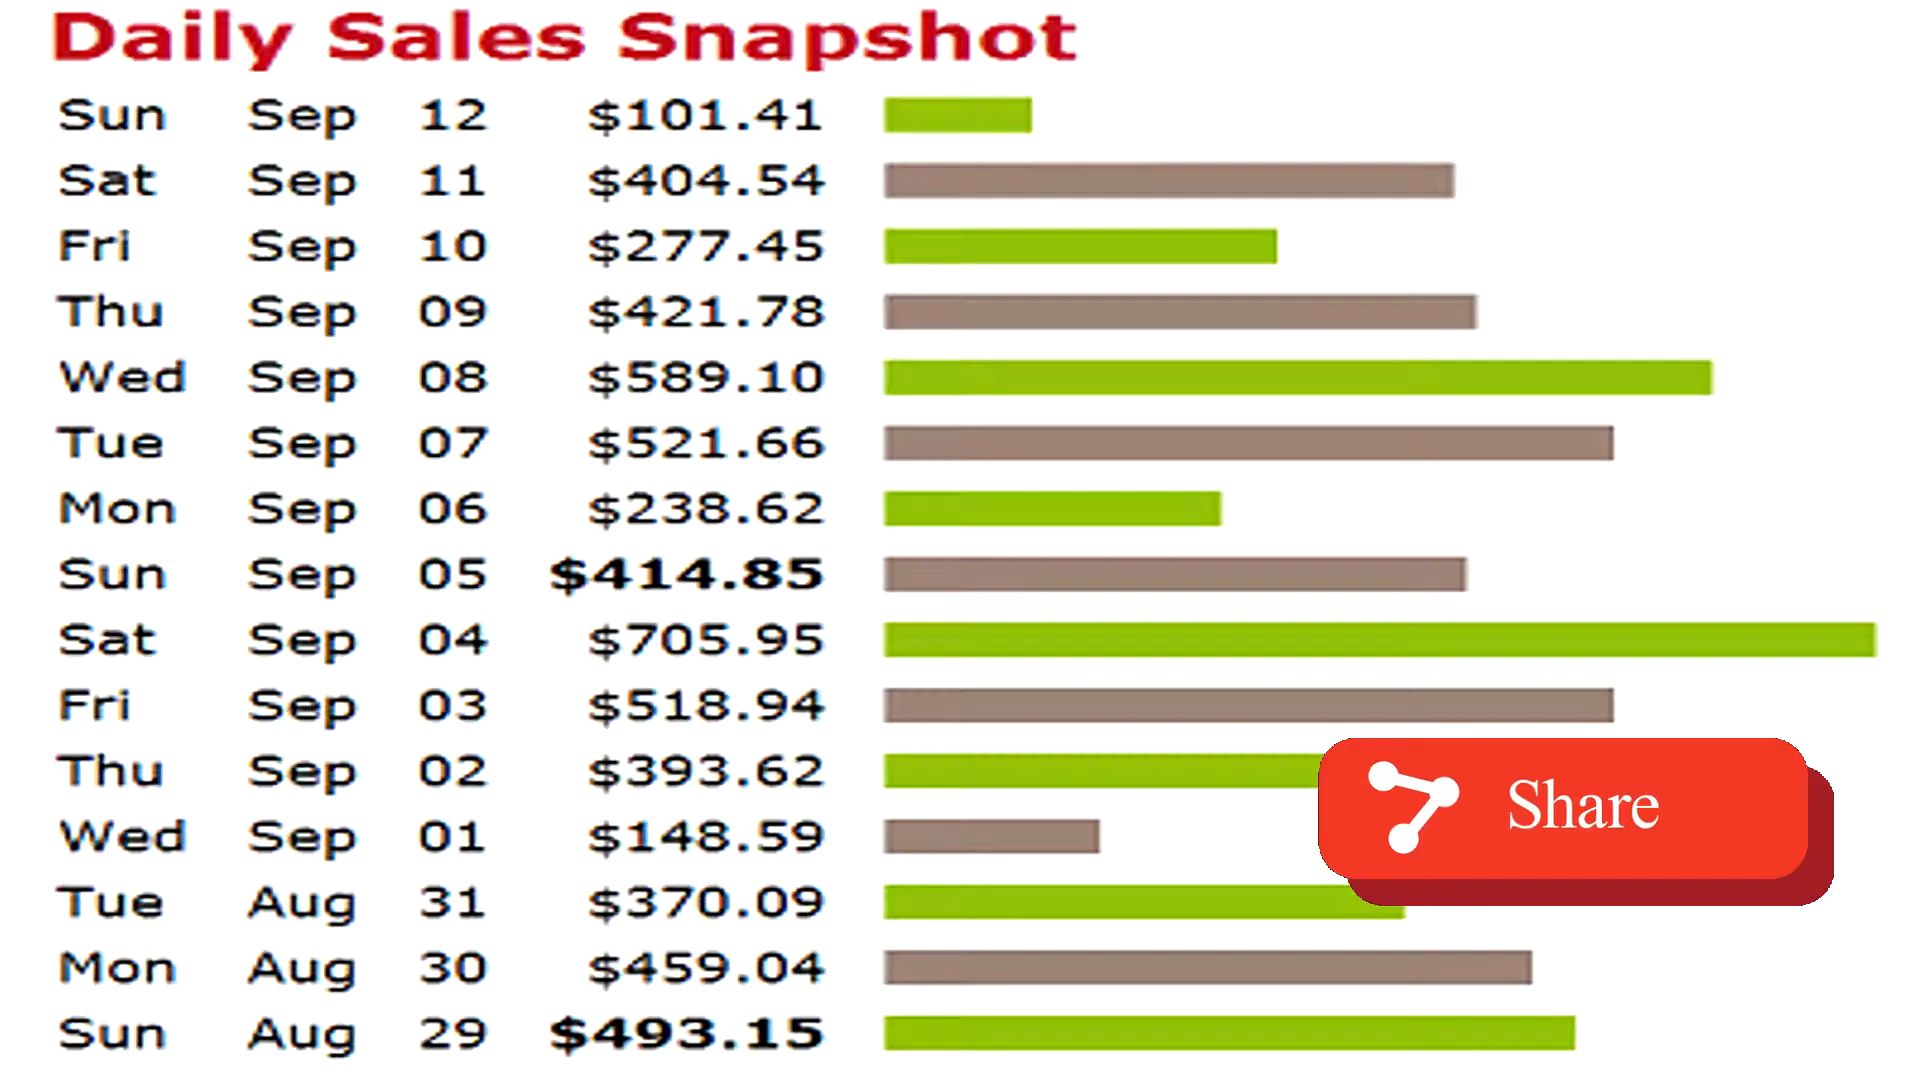 Daily Sales Snapshot
Sun Sep 12 $101.41
Sat Sep 11 $404.54
Fri Sep 10 $277.45
Thu Sep 09 $421.78
Wed Sep 08 $589.10
Tue Sep 07 $521.66
Mon Sep 06 $238.62
Sun Sep 05 $414.85
Sat Sep 04 $705.95
Fri Sep 03 $518.94
Thu Sep 02 $393.62
Share
Wed Sep 01 $148.59
Tue Aug 31 $370.09
Mon Aug 30 $459.04
Sun Aug 29 $493.15